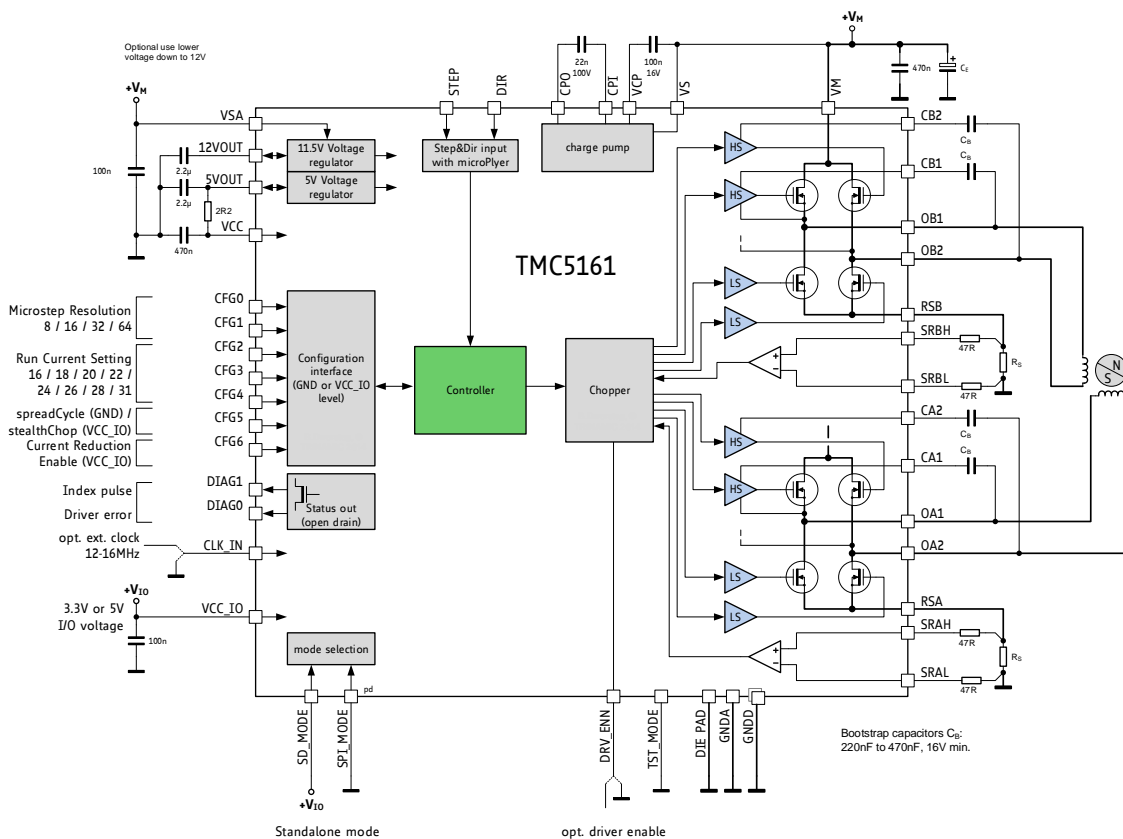 +VM
Optional use lower
voltage down to 12V
+VM
22n
100V
100n
16V
470n
CE
STEP
DIR
CPO
CPI
VCP
VS
VM
VSA
12VOUT
5VOUT
VCC
100n
2.2µ
2.2µ
2R2
470n
11.5V Voltage
regulator
5V Voltage
regulator
Step&Dir input
with microPlyer
charge pump
TMC5161
HS
HS
LS
LS
CB2
CB
CB1
CB
OB1
OB2
RSB
SRBH
47R
RS
SRBL
47R
N
S
Microstep Resolution
8 / 16 / 32 / 64
Run Current Setting
16 / 18 / 20 / 22 /
24 / 26 / 28 / 31
spreadCycle (GND) /
stealthChop (VCC_IO)
Current Reduction
Enable (VCC_IO)
Index pulse
Driver error
opt. ext. clock
12-16MHz
CFG0
CFG1
CFG2
CFG3
CFG4
CFG5
CFG6
DIAG1
DIAG0
CLK_IN
Configuration
interface
(GND or VCC_IO
level)
Status out
(open drain)
Controller
Chopper
+
−
HS
HS
LS
LS
CA2
CB
CA1
CB
OA1
OA2
RSA
SRAH
47R
RS
SRAL
47R
+
−
+VIO
3.3V or 5V
I/O voltage
VCC_IO
100n
mode selection
pd
SD_MODE
SPI_MODE
DRV_ENN
TST_MODE
DIE_PAD
GNDA
GNDD
Bootstrap capacitors CB:
220nF to 470nF, 16V min.
+VIO
Standalone mode
opt. driver enable